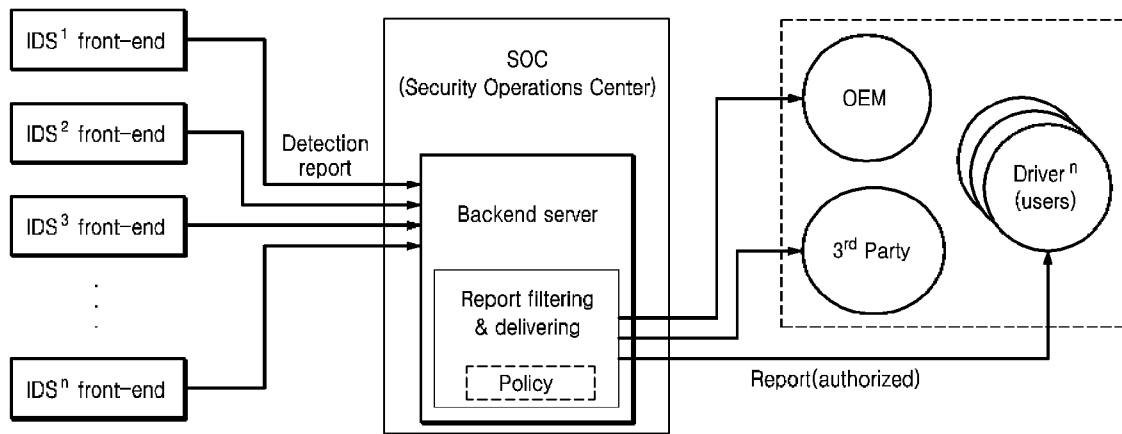 IDS¹ front-end
IDS² front-end
IDS³ front-end
.
.
.
IDSⁿ front-end
Detection
report
SOC
(Security Operations Center)
Backend server
Report filtering
& delivering
Policy
OEM
3ʳᵈ Party
Driverⁿ
(users)
Report(authorized)